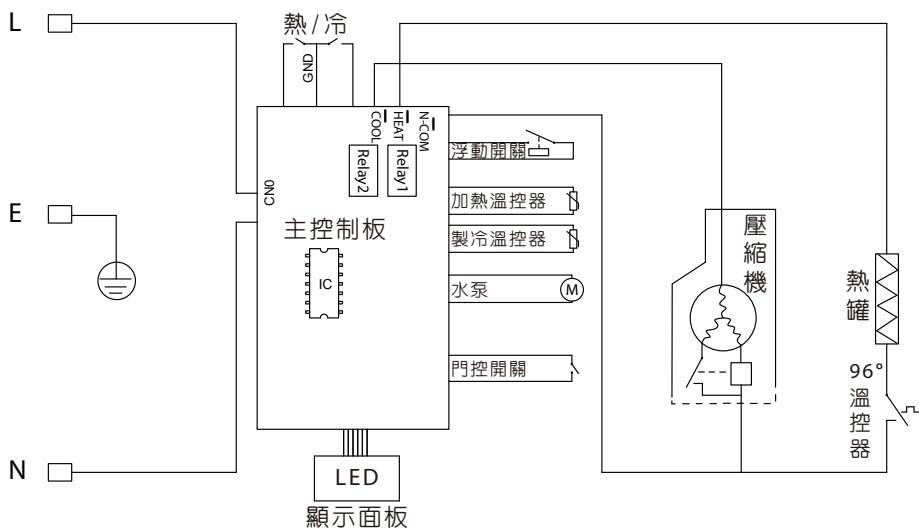 L
熱/冷
GND
COOL
HEAT
N-COM
Relay2
Relay1
浮動開關
加熱溫控器
CN0
E
主控制板
製冷溫控器
壓縮機
IC
水泵
M
熱罐
門控開關
96°
溫控器
N
LED
顯示面板